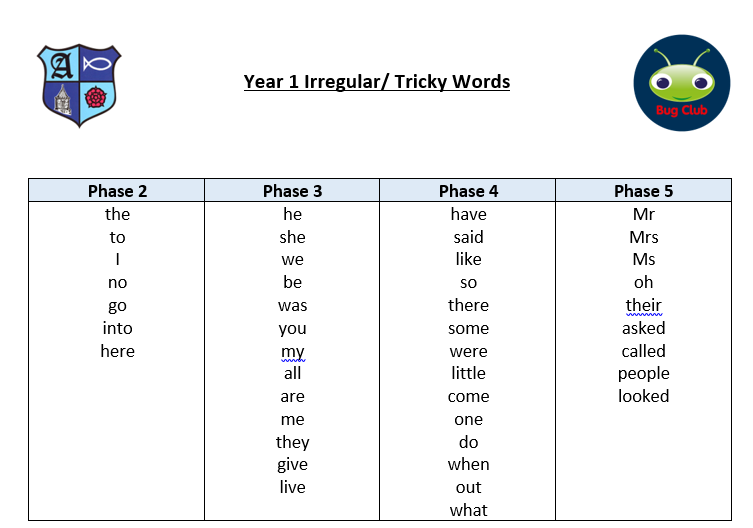 A
Year 1 Irregular/ Tricky Words
Bug Club
Phase 2 Phase 3 Phase 4 Phase 5
the he have Mr
to she said Mrs
I we like Ms
no be so oh
go was there their
into you some asked
here my were called
all little people
are come looked
me one
they do
give when
live out
what